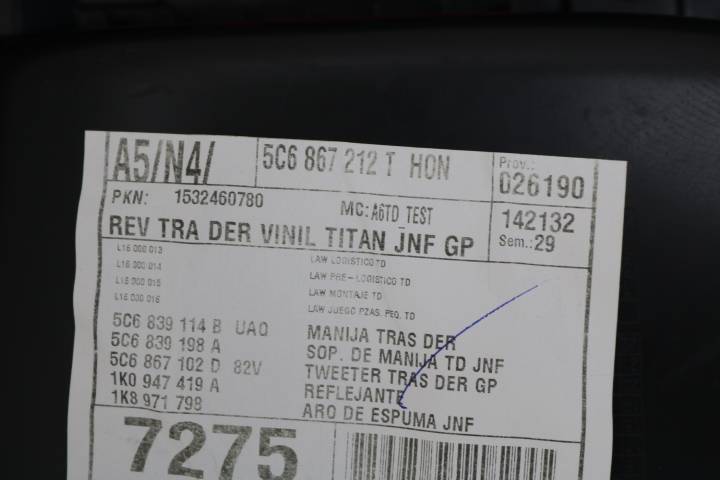 A5/N4/ 5C6 867 212 T HON Prov.: 026190
PKN: 1532460780 MC: A6TD TEST 142132
REV TRA DER VINIL TITAN JNF GP Sem.: 29
L16 000 013 LAW LOGISTICO TD
L16 000 014 LAW PRE-LOGISTICO TD
L16 000 015 LAW MONTAJE TD
L16 000 016 LAW JUEGO PZAS. PEQ. TD
5C6 839 114 B UAQ MANIJA TRAS DER
5C6 839 198 A SOP. DE MANIJA TD JNF
5C6 867 102 D 82V TWEETER TRAS DER GP
1K0 947 419 A REFLEJANTE
1K8 971 798 ARO DE ESPUMA JNF
7275